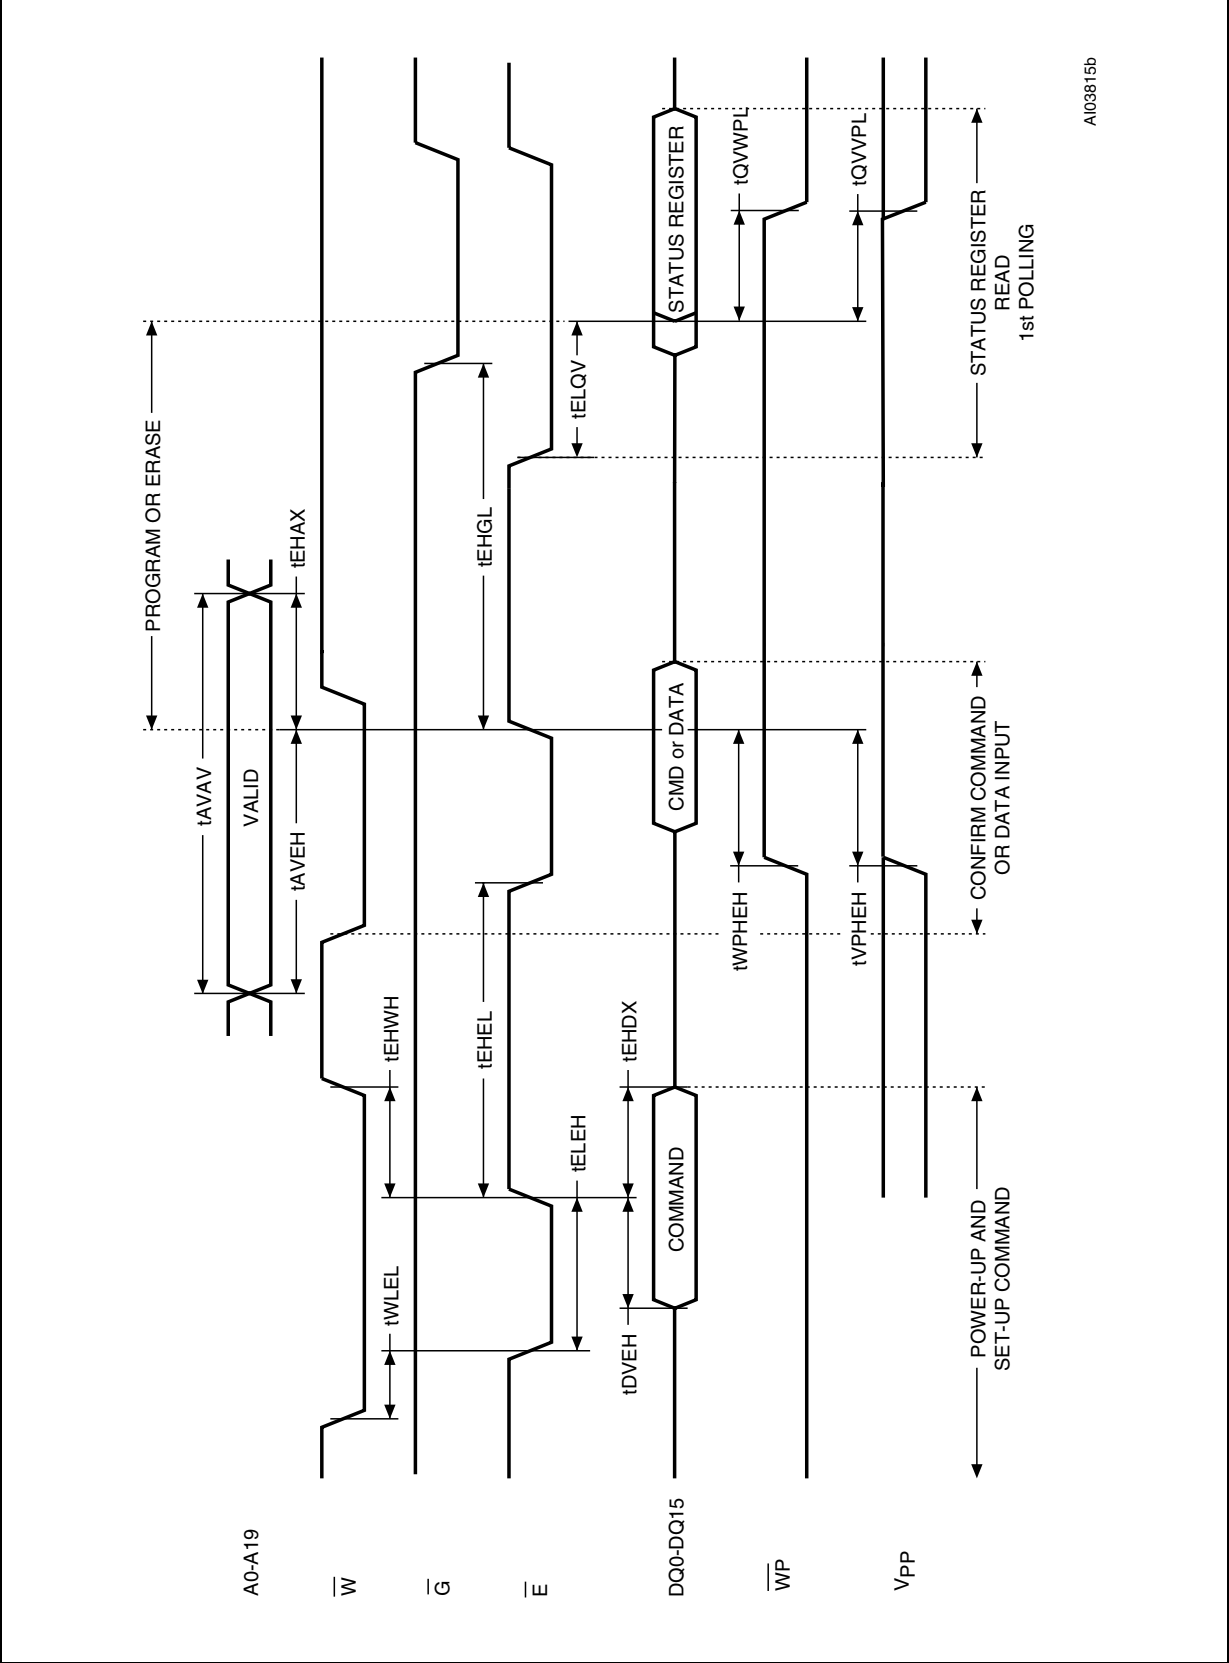 PROGRAM OR ERASE
tAVAV
A0-A19
VALID
tAVEH
tEHAX
W
tWLEL
tEHWH
G
tEHEL
tEHGL
E
tELEH
tELQV
tDVEH
tEHDX
DQ0-DQ15
COMMAND
CMD or DATA
STATUS REGISTER
tWPHEH
tQVWPL
WP
tVPHEH
tQVVPL
VPP
POWER-UP AND
SET-UP COMMAND
CONFIRM COMMAND
OR DATA INPUT
STATUS REGISTER
READ
1st POLLING
AI03815b